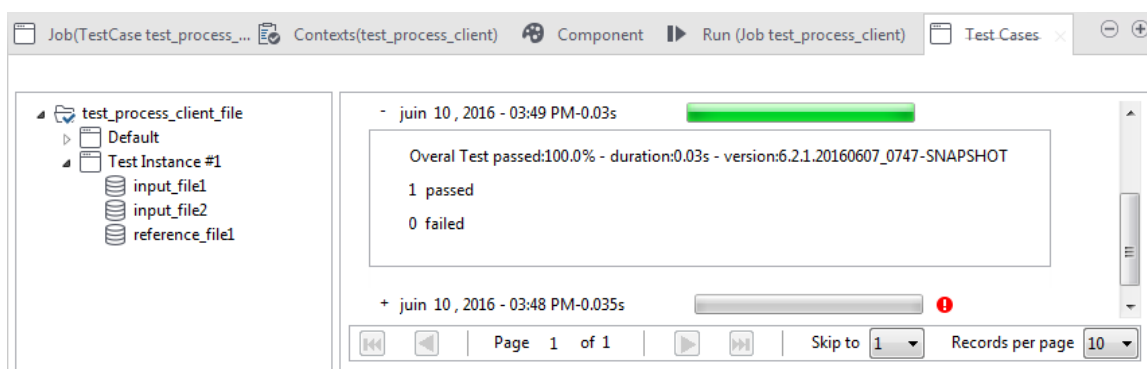 Job(TestCase test_process_... Contexts(test_process_client) Component Run (Job test_process_client) Test Cases
test_process_client_file
Default
Test Instance #1
input_file1
input_file2
reference_file1
- juin 10 , 2016 - 03:49 PM-0.03s
Overal Test passed:100.0% - duration:0.03s - version:6.2.1.20160607_0747-SNAPSHOT
1 passed
0 failed
+ juin 10 , 2016 - 03:48 PM-0.035s
Page 1 of 1 Skip to 1 Records per page 10